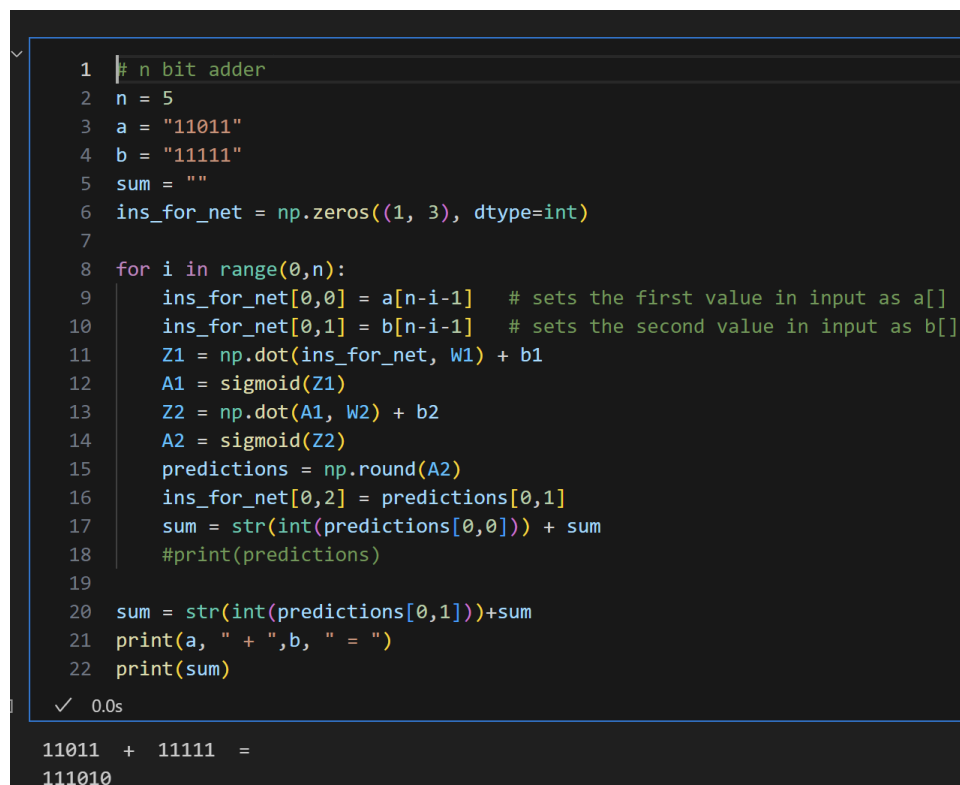 1 # n bit adder
2 n = 5
3 a = "11011"
4 b = "11111"
5 sum = ""
6 ins_for_net = np.zeros((1, 3), dtype=int)
7
8 for i in range(0,n):
9     ins_for_net[0,0] = a[n-i-1]   # sets the first value in input as a[]
10     ins_for_net[0,1] = b[n-i-1]   # sets the second value in input as b[]
11     Z1 = np.dot(ins_for_net, W1) + b1
12     A1 = sigmoid(Z1)
13     Z2 = np.dot(A1, W2) + b2
14     A2 = sigmoid(Z2)
15     predictions = np.round(A2)
16     ins_for_net[0,2] = predictions[0,1]
17     sum = str(int(predictions[0,0])) + sum
18     #print(predictions)
19
20 sum = str(int(predictions[0,1]))+sum
21 print(a, " + ",b, " = ")
22 print(sum)
✓ 0.0s
11011  +  11111  =
111010